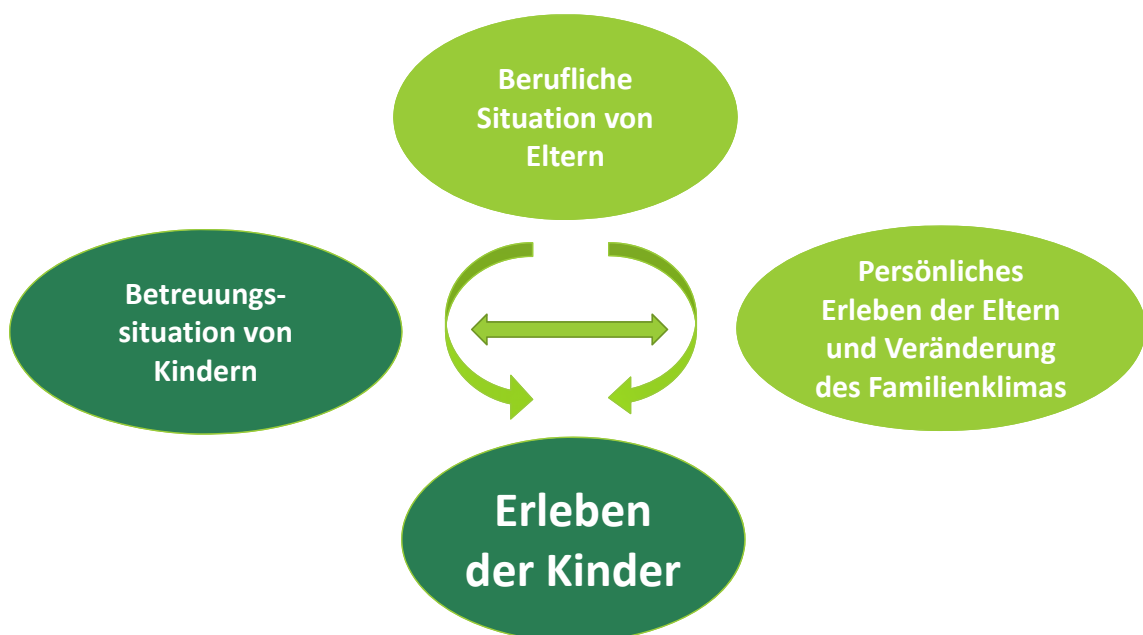 Berufliche
Situation von
Eltern
Betreuungs-
situation von
Kindern
Persönliches
Erleben der Eltern
und Veränderung
des Familienklimas
Erleben
der Kinder